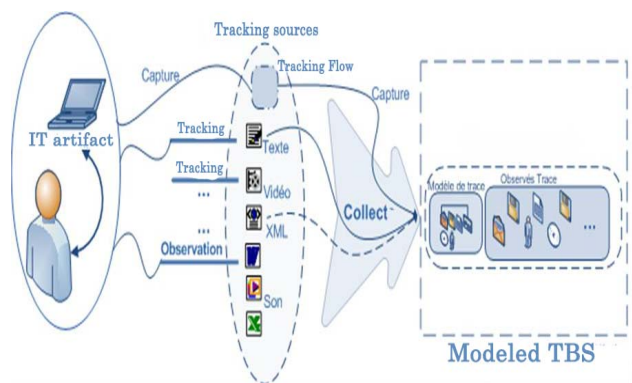 Tracking sources
Tracking Flow
Capture
Capture
IT artifact
Tracking
Texte
Tracking
...
Vidéo
...
XML
Observation
Son
Collect
Modèle de trace
Observés Trace
...
Modeled TBS